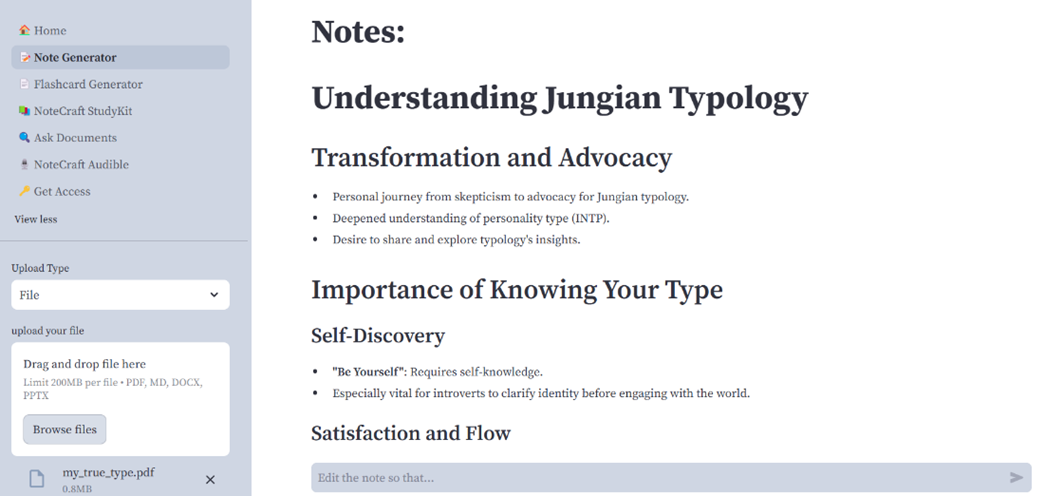 Home
Note Generator
Flashcard Generator
NoteCraft StudyKit
Ask Documents
NoteCraft Audible
Get Access
View less
Upload Type
File
upload your file
Drag and drop file here
Limit 200MB per file • PDF, MD, DOCX,
PPTX
Browse files
my_true_type.pdf
0.8MB
Notes:
Understanding Jungian Typology
Transformation and Advocacy
• Personal journey from skepticism to advocacy for Jungian typology.
• Deepened understanding of personality type (INTP).
• Desire to share and explore typology's insights.
Importance of Knowing Your Type
Self-Discovery
• "Be Yourself": Requires self-knowledge.
• Especially vital for introverts to clarify identity before engaging with the world.
Satisfaction and Flow
Edit the note so that...